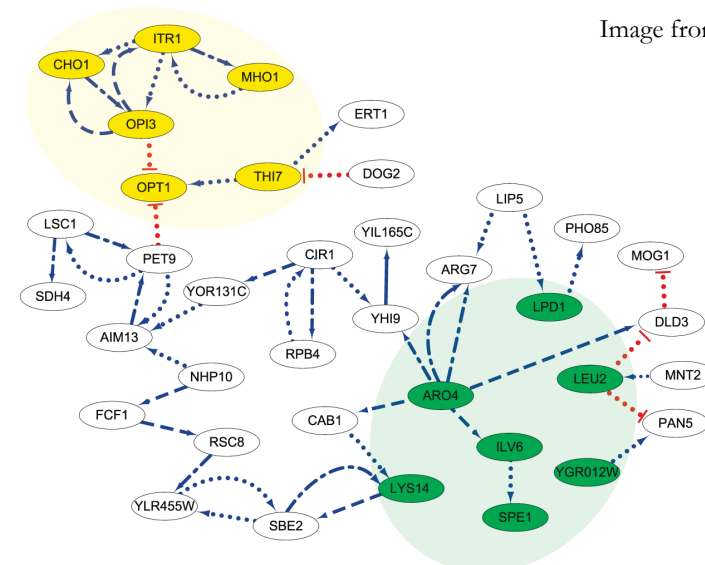 Image from
ITR1
CHO1
MHO1
OPI3
ERT1
OPT1
THI7
DOG2
LIP5
LSC1
YIL165C
PHO85
PET9
CIR1
ARG7
MOG1
SDH4
YOR131C
LPD1
YHI9
DLD3
AIM13
RPB4
NHP10
LEU2
MNT2
ARO4
FCF1
CAB1
PAN5
RSC8
ILV6
YGR012W
LYS14
YLR455W
SBE2
SPE1